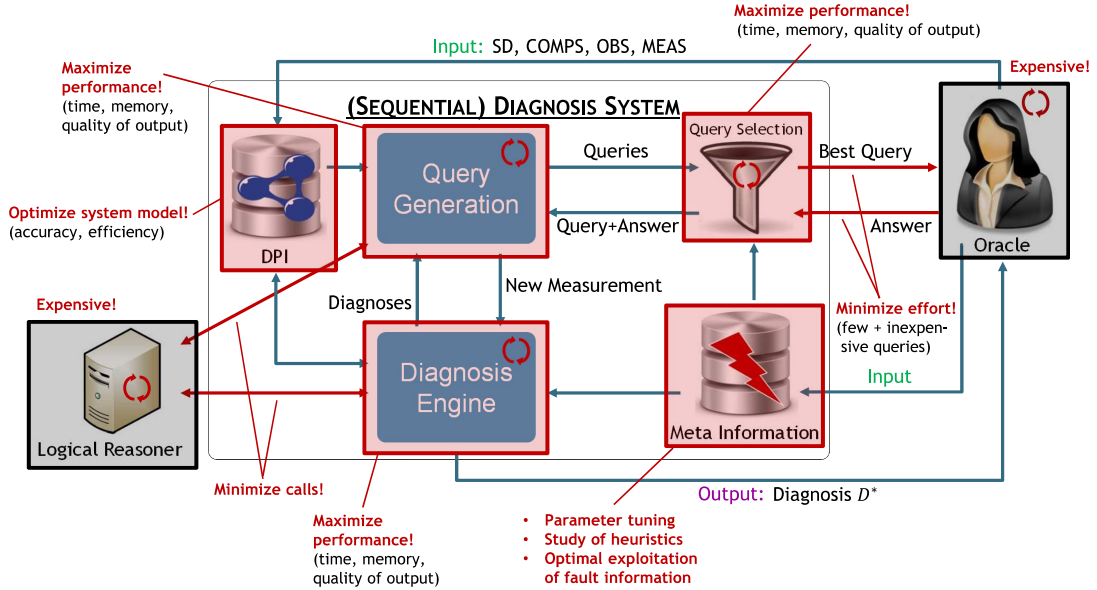 Maximize performance!
(time, memory, quality of output)
Input: SD, COMPS, OBS, MEAS
Expensive!
Maximize
performance!
(time, memory,
quality of output)
(SEQUENTIAL) DIAGNOSIS SYSTEM
Query Selection
Query
Generation
Queries
Best Query
Optimize system model!
(accuracy, efficiency)
DPI
Query+Answer
Answer
Oracle
Expensive!
Diagnoses
New Measurement
Minimize effort!
(few + inexpen-
sive queries)
Diagnosis
Engine
Input
Logical Reasoner
Meta Information
Minimize calls!
Output: Diagnosis D*
Maximize
performance!
(time, memory,
quality of output)
• Parameter tuning
• Study of heuristics
• Optimal exploitation
of fault information